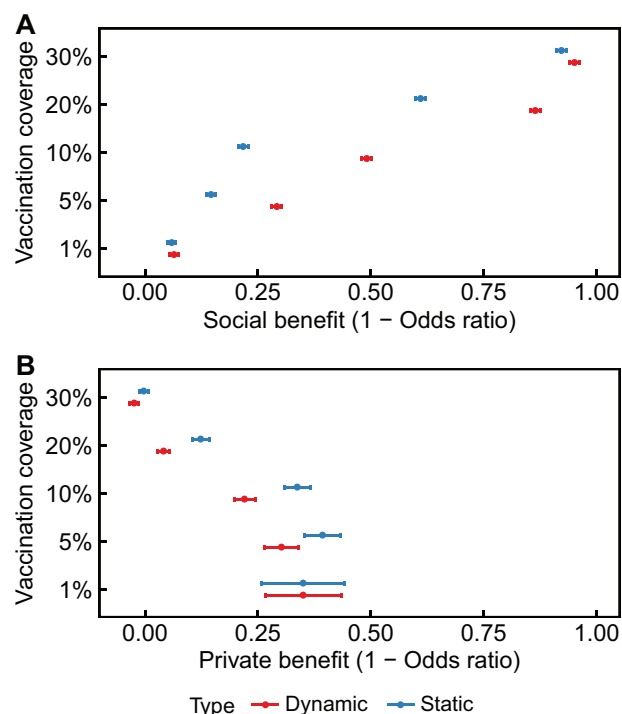 A
Vaccination coverage
30%
20%
10%
5%
1%
0.00 0.25 0.50 0.75 1.00
Social benefit (1 − Odds ratio)
B
Vaccination coverage
30%
20%
10%
5%
1%
0.00 0.25 0.50 0.75 1.00
Private benefit (1 − Odds ratio)
Type Dynamic Static